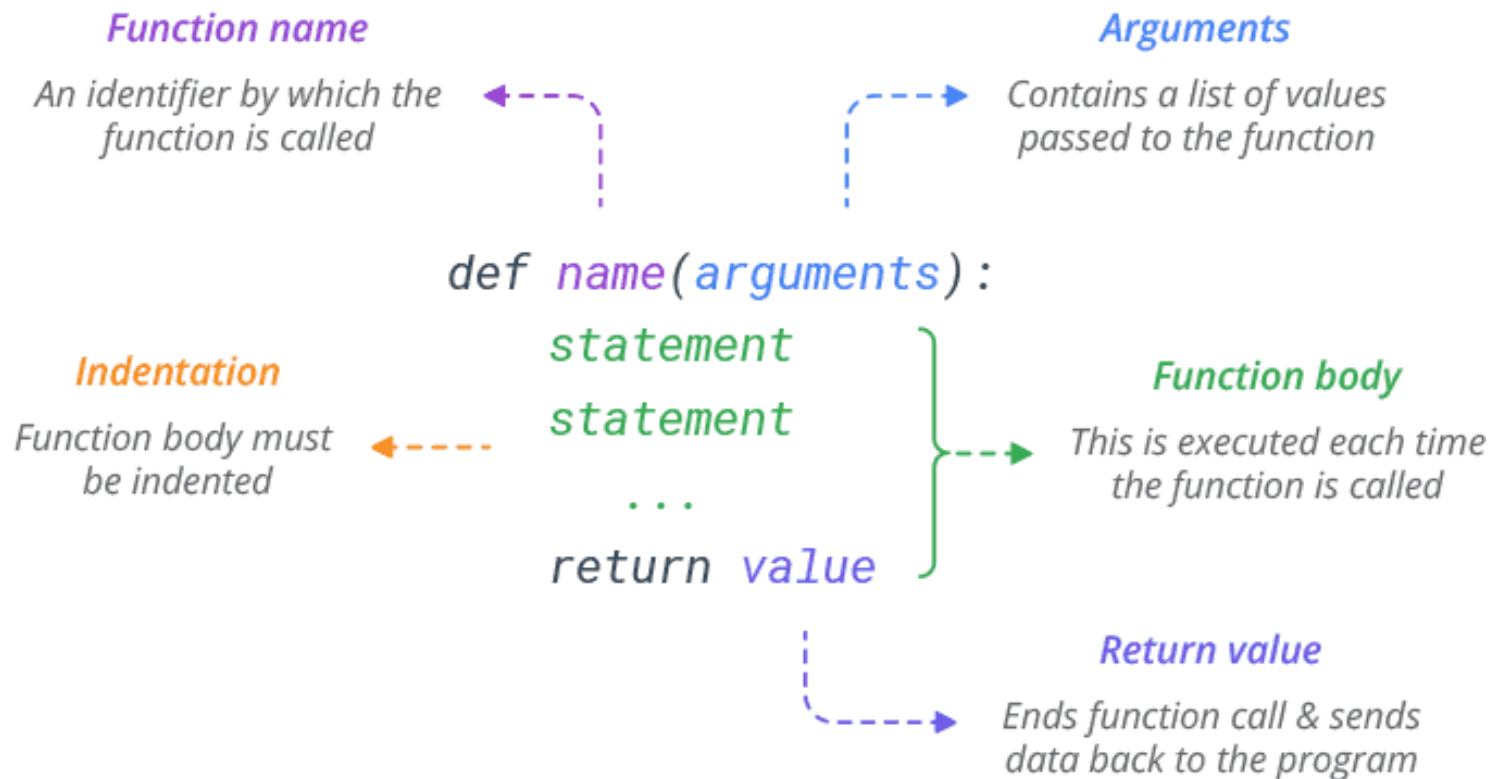 Function name
An identifier by which the
function is called
Arguments
Contains a list of values
passed to the function
def name(arguments):
statement
statement
...
return value
Indentation
Function body must
be indented
Function body
This is executed each time
the function is called
Return value
Ends function call & sends
data back to the program